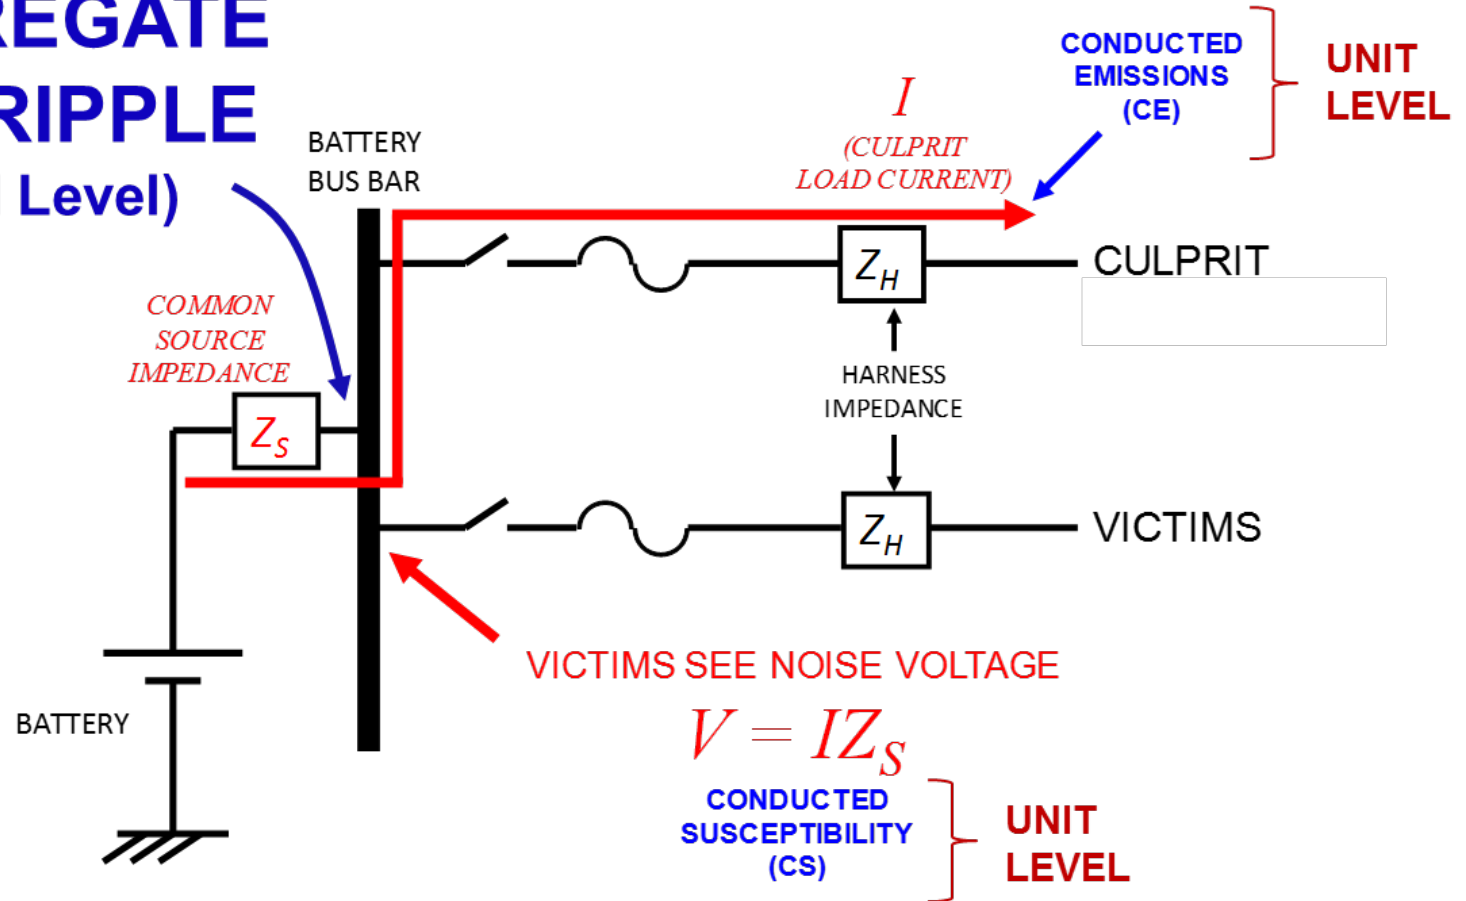 REGATE
RIPPLE
Level)
BATTERY
BUS BAR
I
(CULPRIT
LOAD CURRENT)
CONDUCTED
EMISSIONS
(CE)
UNIT
LEVEL
COMMON
SOURCE
IMPEDANCE
Z_S
Z_H
CULPRIT
HARNESS
IMPEDANCE
Z_H
VICTIMS
BATTERY
VICTIMS SEE NOISE VOLTAGE
V = IZ_S
CONDUCTED
SUSCEPTIBILITY
(CS)
UNIT
LEVEL